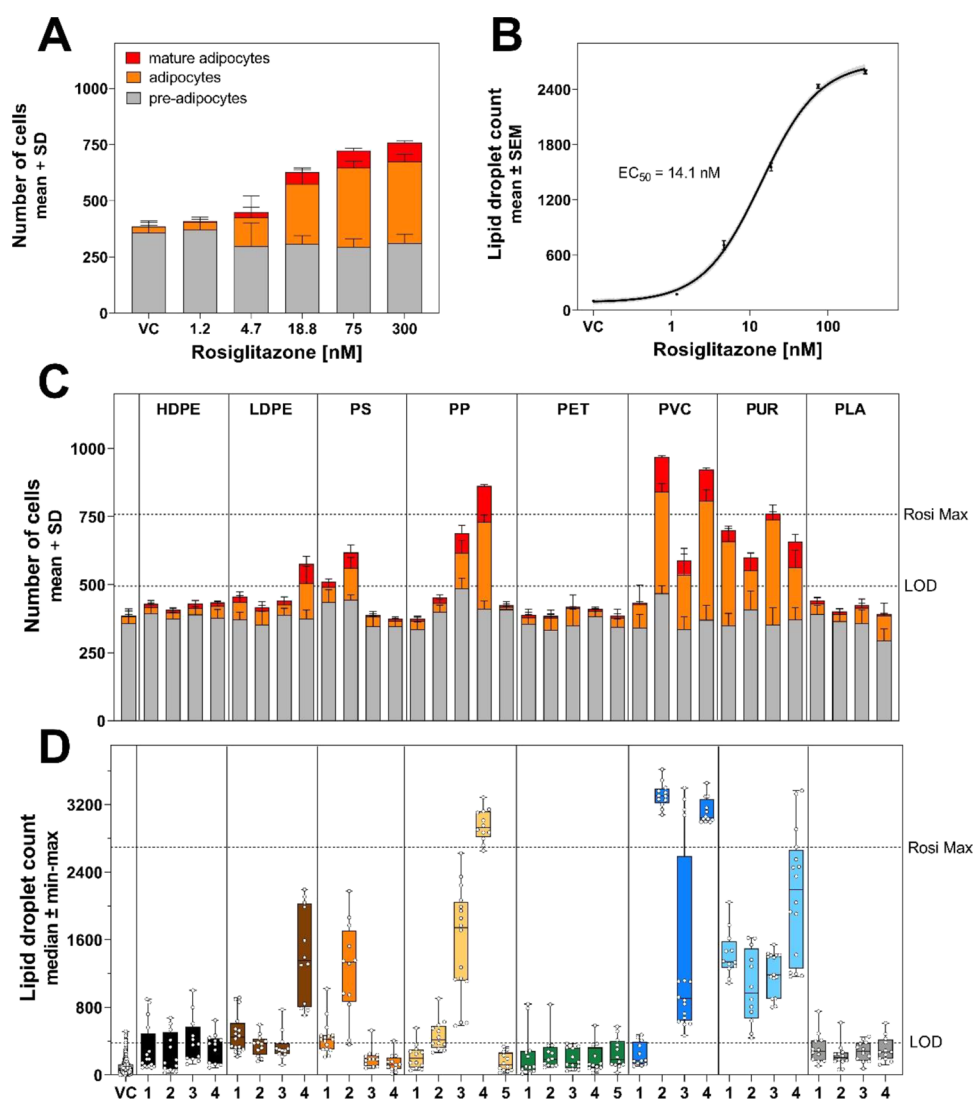 A
mature adipocytes
adipocytes
pre-adipocytes
Number of cells
mean + SD
1000
750
500
250
0
VC 1.2 4.7 18.8 75 300
Rosiglitazone [nM]
B
Lipid droplet count
mean ± SEM
2400
1800
1200
600
0
EC50 = 14.1 nM
VC 1 10 100
Rosiglitazone [nM]
C
HDPE LDPE PS PP PET PVC PUR PLA
Number of cells
mean + SD
1000
750
500
250
0
Rosi Max
LOD
D
Lipid droplet count
median ± min-max
3200
2400
1600
800
0
Rosi Max
LOD
VC 1 2 3 4 1 2 3 4 1 2 3 4 1 2 3 4 5 1 2 3 4 5 1 2 3 4 1 2 3 4 1 2 3 4